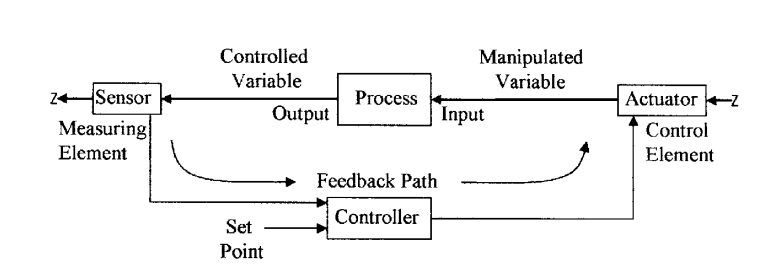 Controlled
Variable
Manipulated
Variable
Z
Sensor
Process
Actuator
Z
Output
Input
Measuring
Element
Control
Element
Feedback Path
Controller
Set
Point